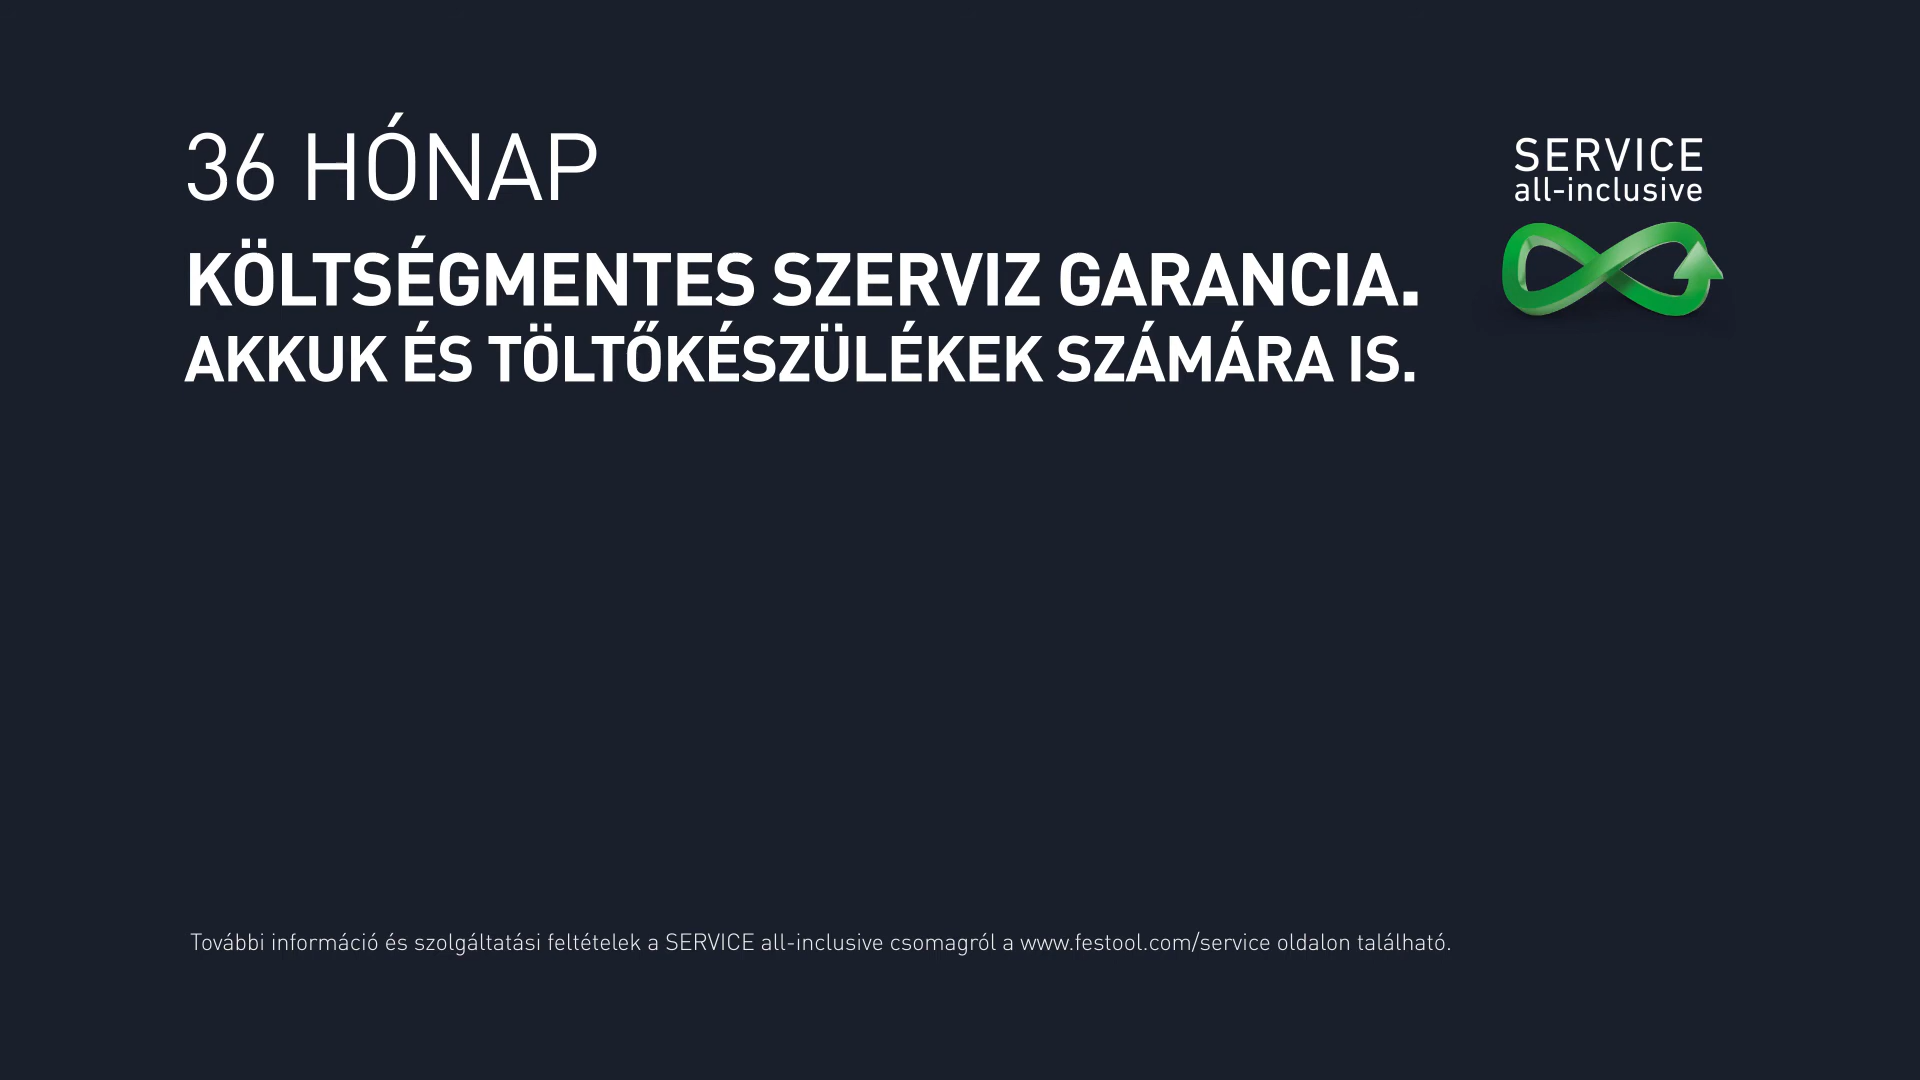 36 HÓNAP
KÖLTSÉGMENTES SZERVIZ GARANCIA.
AKKUK ÉS TÖLTŐKÉSZÜLÉKEK SZÁMÁRA IS.
SERVICE
all-inclusive
További információ és szolgáltatási feltételek a SERVICE all-inclusive csomagról a www.festool.com/service oldalon található.